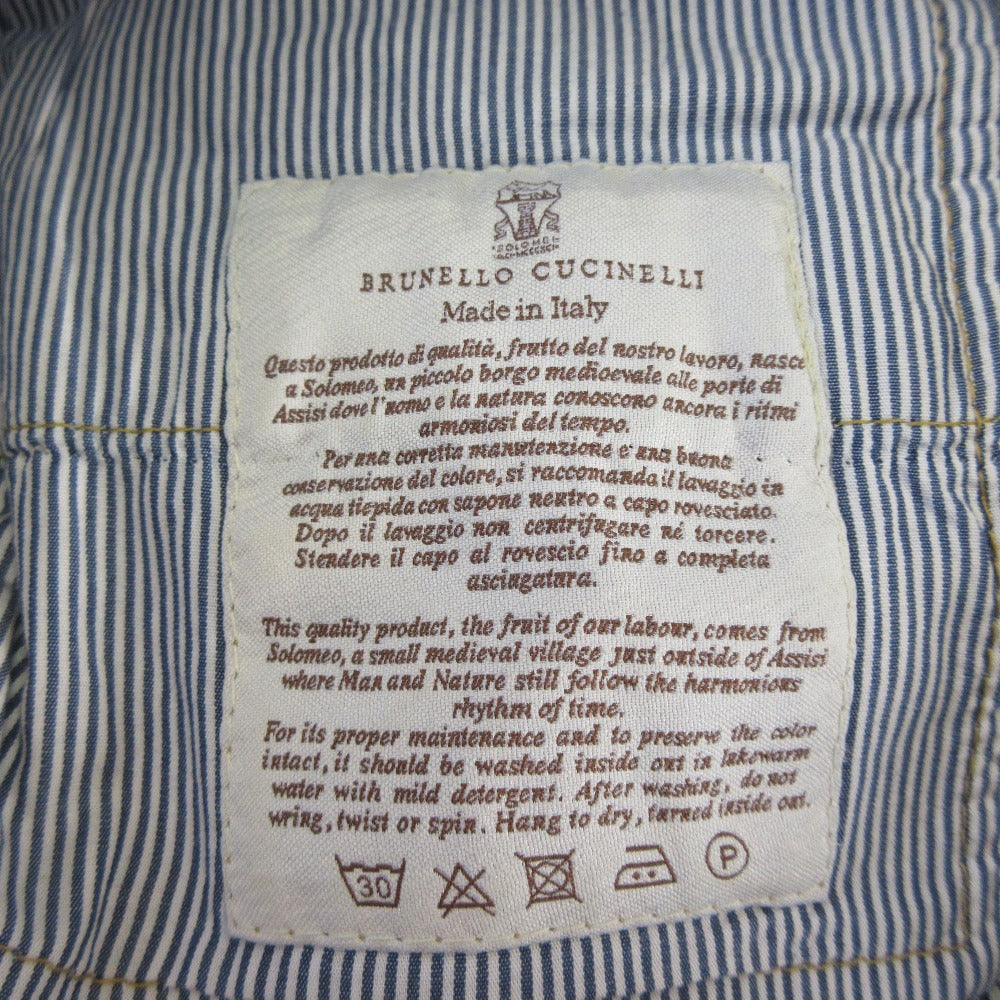 SOLOMEO
BRUNELLO CUCINELLI
Made in Italy
Questo prodotto di qualità, frutto del nostro lavoro, nasce
a Solomeo, un piccolo borgo medioevale alle porte di
Assisi dove l'uomo e la natura conoscono ancora i ritmi
armoniosi del tempo.
Per una corretta manutenzione e una buona
conservazione del colore, si raccomanda il lavaggio in
acqua tiepida con sapone neutro a capo rovesciato.
Dopo il lavaggio non centrifugare né torcere.
Stendere il capo al rovescio fino a completa
asciugatura.
This quality product, the fruit of our labour, comes from
Solomeo, a small medieval village just outside of Assisi
where Man and Nature still follow the harmonious
rhythm of time.
For its proper maintenance and to preserve the color
intact, it should be washed inside out in lukewarm
water with mild detergent. After washing, do not
wring, twist or spin. Hang to dry, turned inside out.
30 P